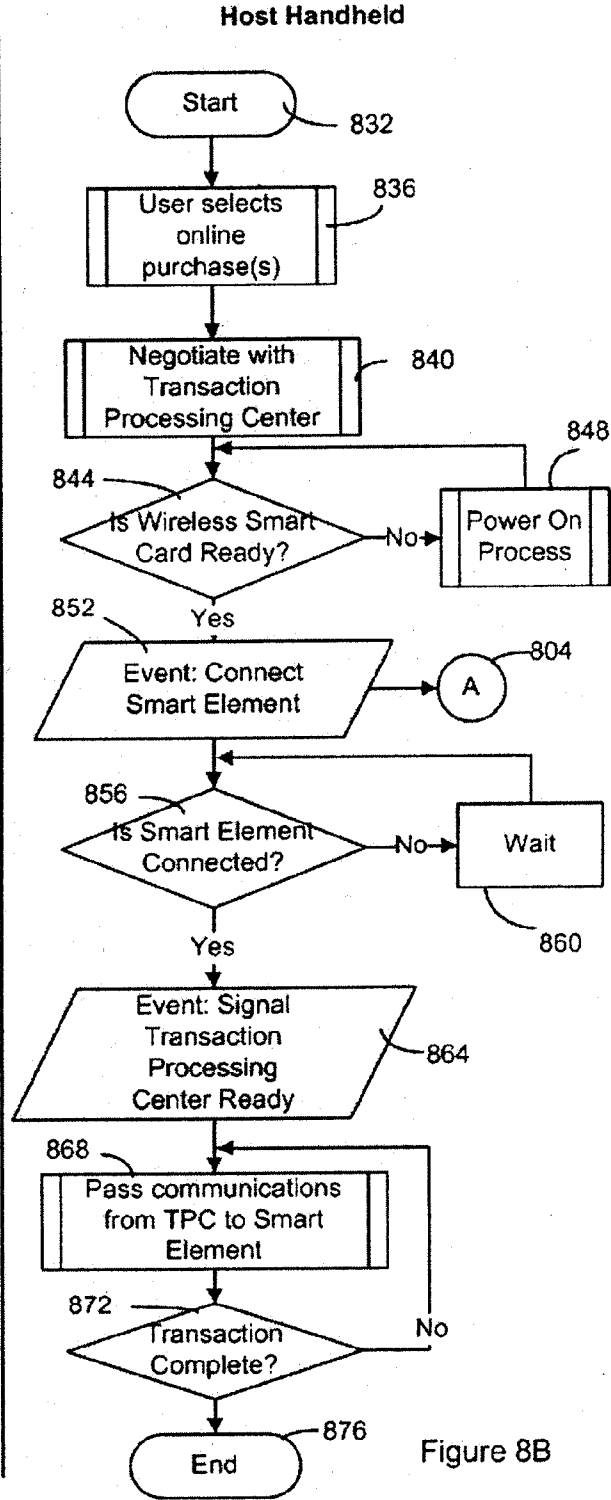 Host Handheld
Start
832
User selects
online
purchase(s)
836
Negotiate with
Transaction
Processing Center
840
844
Is Wireless Smart
Card Ready?
No
848
Power On
Process
Yes
852
Event: Connect
Smart Element
804
A
856
Is Smart Element
Connected?
No
Wait
860
Yes
Event: Signal
Transaction
Processing
Center Ready
864
868
Pass communications
from TPC to Smart
Element
872
Transaction
Complete?
No
End
876
Figure 8B